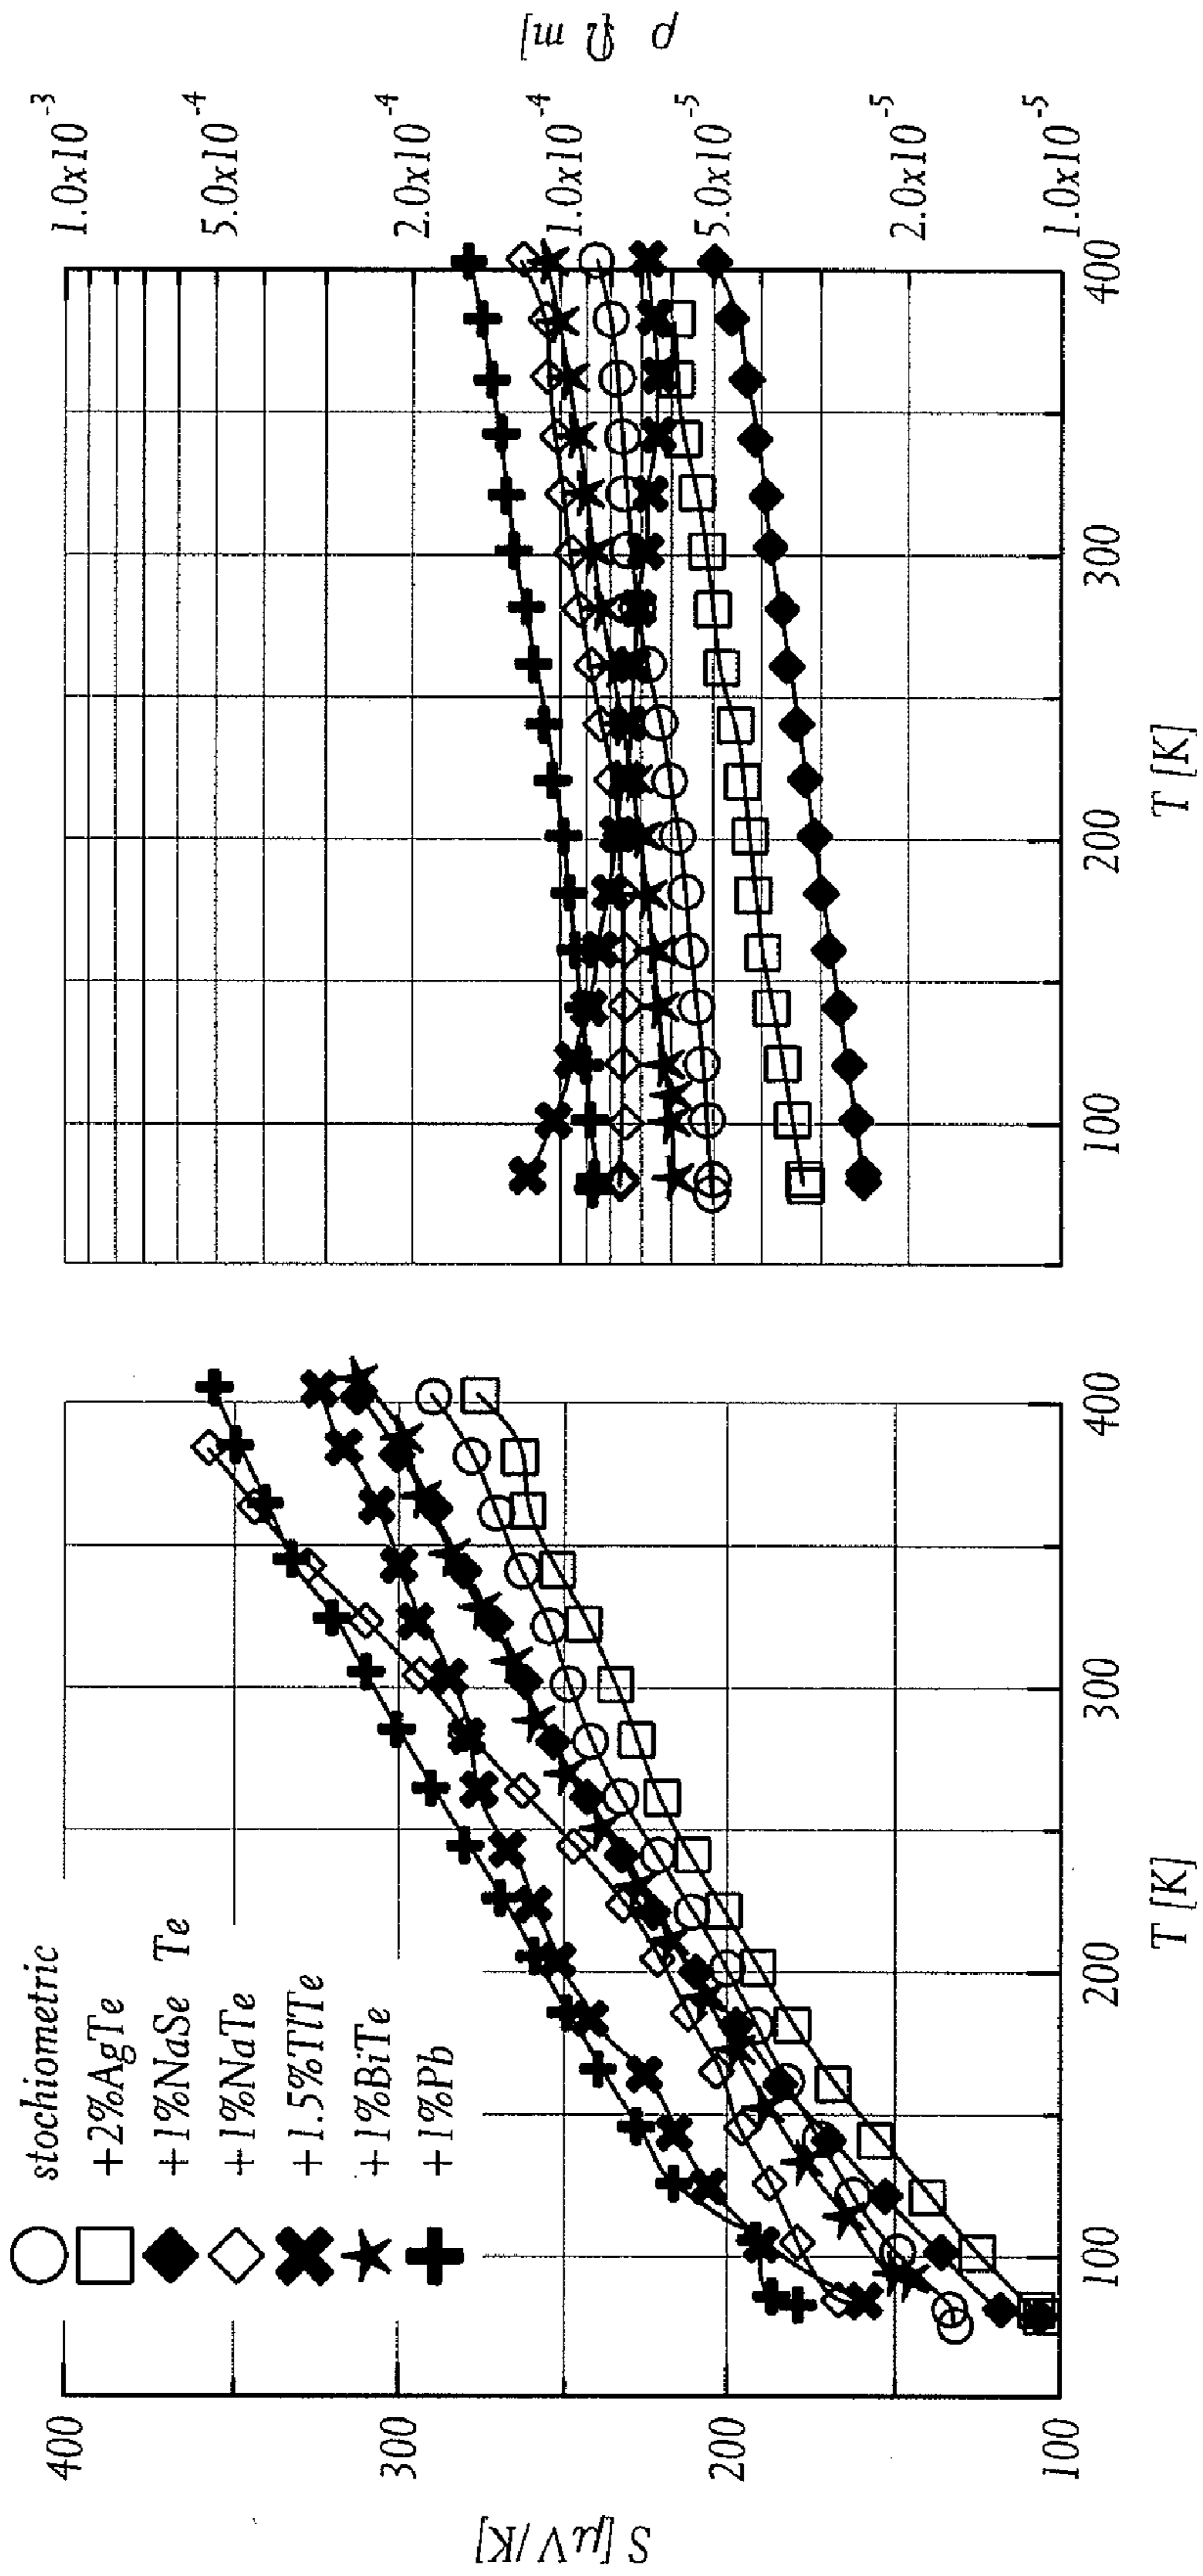 stochiometric
+2%AgTe
+1%NaSe Te
+1%NaTe
+1.5%TlTe
+1%BiTe
+1%Pb
400
300
200
100
S [μV/K]
100
200
300
400
T [K]
1.0x10-3
5.0x10-4
2.0x10-4
1.0x10-4
5.0x10-5
2.0x10-5
1.0x10-5
ρ Ω m]
100
200
300
400
T [K]